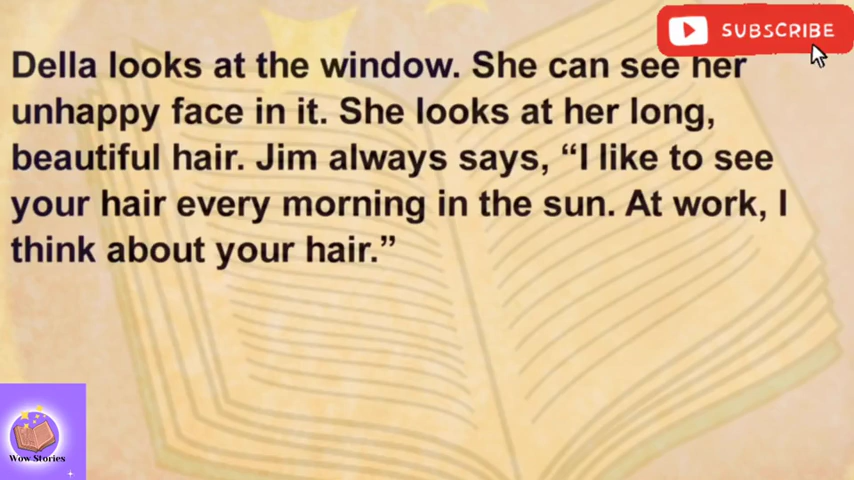 SUBSCRIBE
Della looks at the window. She can see her
unhappy face in it. She looks at her long,
beautiful hair. Jim always says, “I like to see
your hair every morning in the sun. At work, I
think about your hair.”
Wow Stories